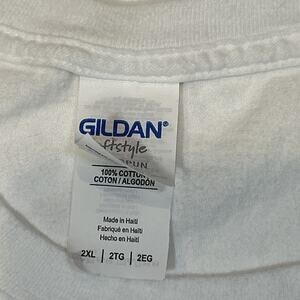 GILDAN®
100% COTTON
COTON / ALGODÓN
Made in Haiti
Fabriqué en Haïti
Hecho en Haití
2XL | 2TG | 2EG